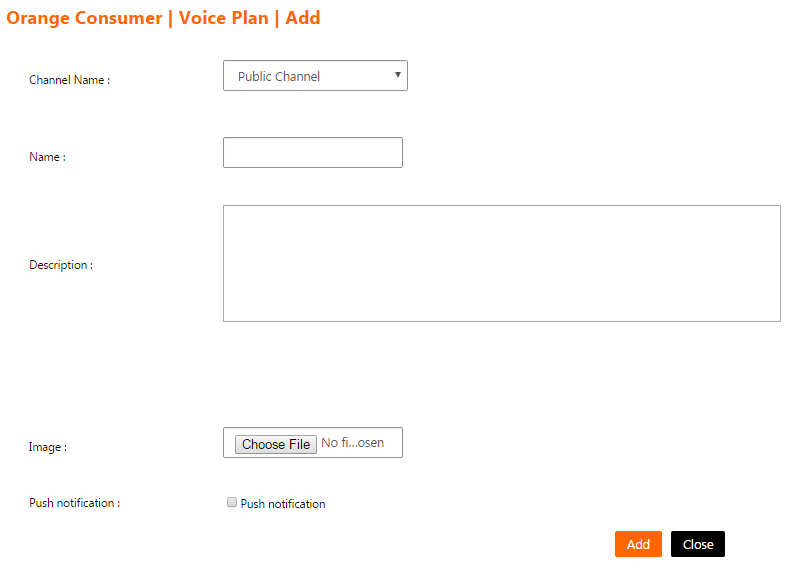 Orange Consumer | Voice Plan | Add
Channel Name : Public Channel
Name :
Description :
Image : Choose File No fi...osen
Push notification : Push notification
Add Close